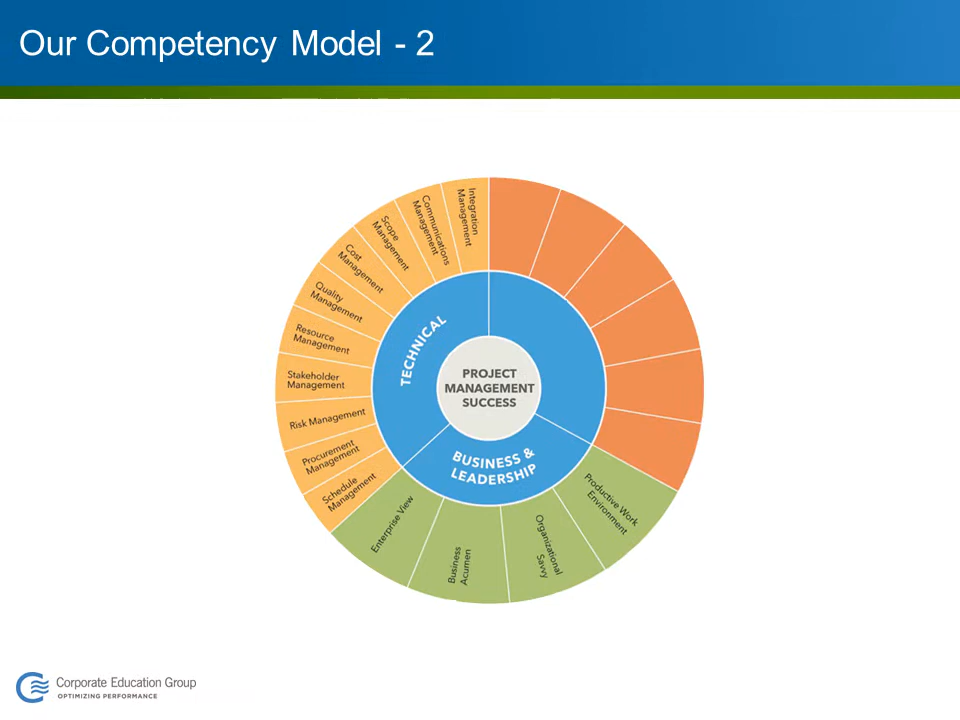 Our Competency Model - 2
Integration
Management
Communications
Management
Scope
Management
Cost
Management
Quality
Management
Resource
Management
Stakeholder
Management
Risk Management
Procurement
Management
Schedule
Management
TECHNICAL
PROJECT
MANAGEMENT
SUCCESS
BUSINESS &
LEADERSHIP
Enterprise View
Business
Acumen
Organizational
Savvy
Productive Work
Environment
Corporate Education Group
OPTIMIZING PERFORMANCE